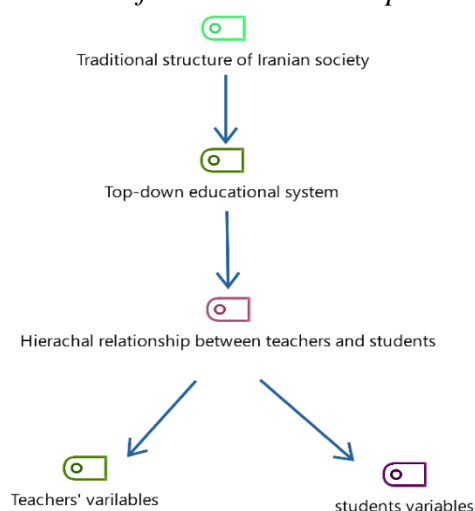 Traditional structure of Iranian society
Top-down educational system
Hierachal relationship between teachers and students
Teachers' varilables
students variables